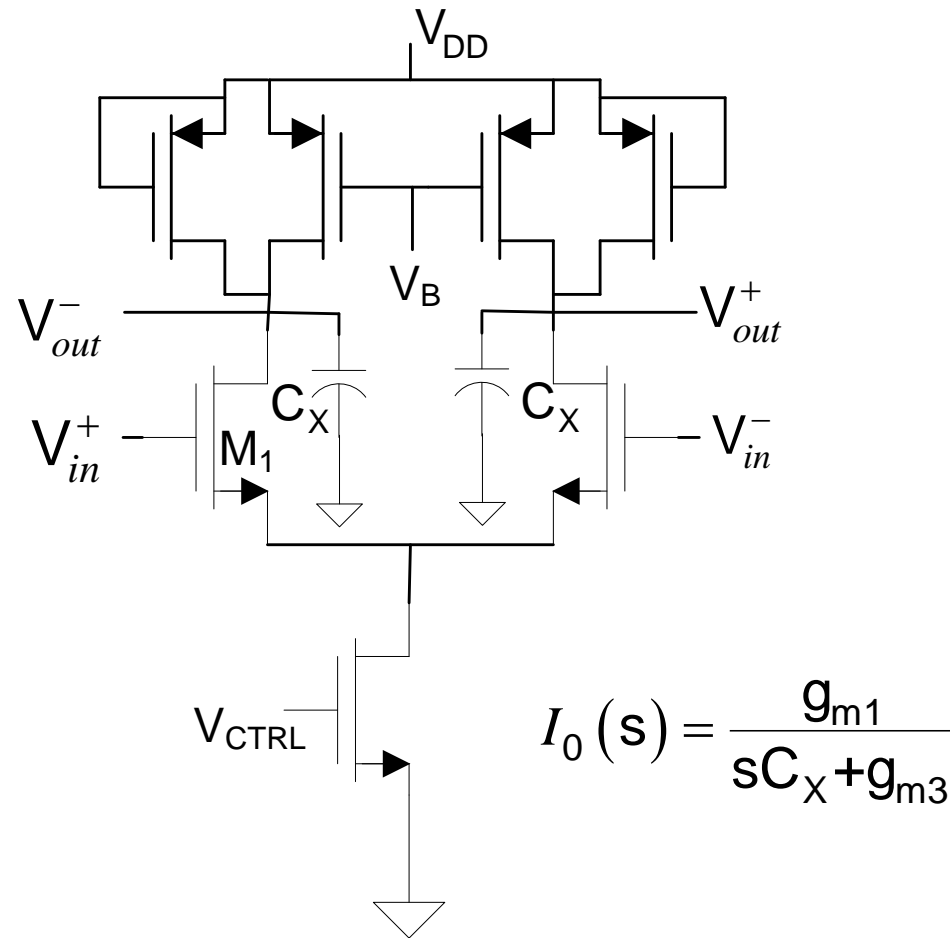 V_DD
V_B
V_out^- V_out^+
C_X C_X
V_in^+ M_1 V_in^-
V_CTRL
I_0(s) = g_m1 / (sC_X+g_m3)